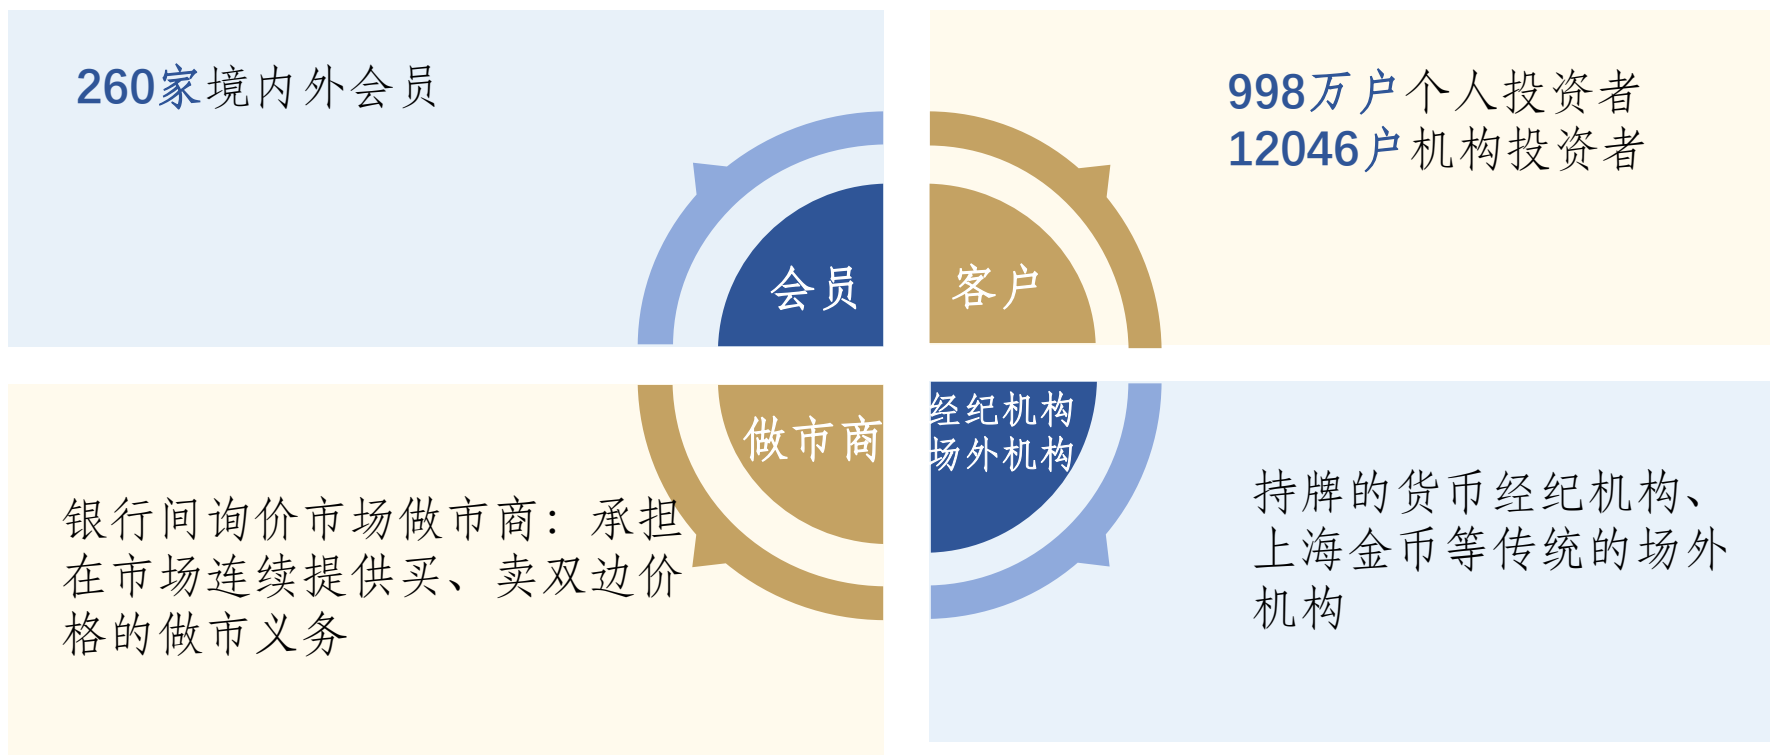 260家境内外会员
会员
998万户个人投资者
12046户机构投资者
客户
做市商
银行间询价市场做市商：承担
在市场连续提供买、卖双边价
格的做市义务
经纪机构
场外机构
持牌的货币经纪机构、
上海金币等传统的场外
机构